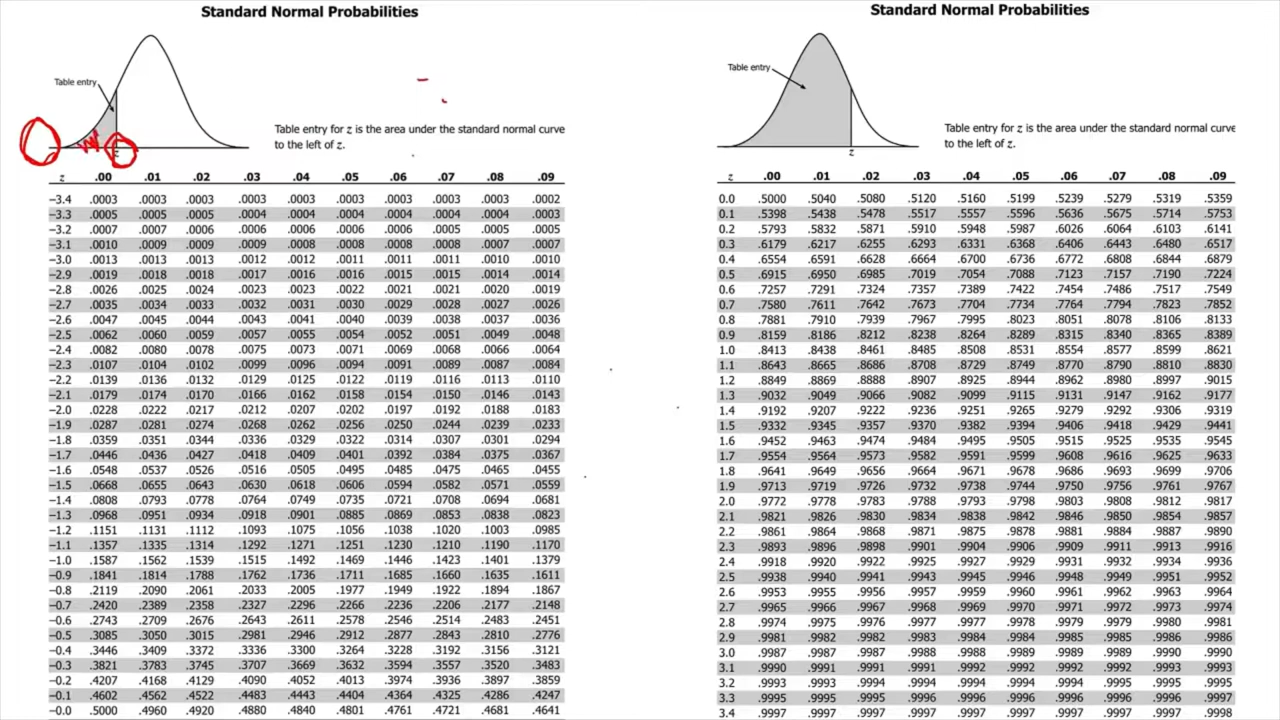 Standard Normal Probabilities
Table entry
z
Table entry for z is the area under the standard normal curve
to the left of z.
z .00 .01 .02 .03 .04 .05 .06 .07 .08 .09
−3.4 .0003 .0003 .0003 .0003 .0003 .0003 .0003 .0003 .0003 .0002
−3.3 .0005 .0005 .0005 .0004 .0004 .0004 .0004 .0004 .0004 .0003
−3.2 .0007 .0007 .0006 .0006 .0006 .0006 .0006 .0005 .0005 .0005
−3.1 .0010 .0009 .0009 .0009 .0008 .0008 .0008 .0008 .0007 .0007
−3.0 .0013 .0013 .0013 .0012 .0012 .0011 .0011 .0011 .0010 .0010
−2.9 .0019 .0018 .0018 .0017 .0016 .0016 .0015 .0015 .0014 .0014
−2.8 .0026 .0025 .0024 .0023 .0023 .0022 .0021 .0021 .0020 .0019
−2.7 .0035 .0034 .0033 .0032 .0031 .0030 .0029 .0028 .0027 .0026
−2.6 .0047 .0045 .0044 .0043 .0041 .0040 .0039 .0038 .0037 .0036
−2.5 .0062 .0060 .0059 .0057 .0055 .0054 .0052 .0051 .0049 .0048
−2.4 .0082 .0080 .0078 .0075 .0073 .0071 .0069 .0068 .0066 .0064
−2.3 .0107 .0104 .0102 .0099 .0096 .0094 .0091 .0089 .0087 .0084
−2.2 .0139 .0136 .0132 .0129 .0125 .0122 .0119 .0116 .0113 .0110
−2.1 .0179 .0174 .0170 .0166 .0162 .0158 .0154 .0150 .0146 .0143
−2.0 .0228 .0222 .0217 .0212 .0207 .0202 .0197 .0192 .0188 .0183
−1.9 .0287 .0281 .0274 .0268 .0262 .0256 .0250 .0244 .0239 .0233
−1.8 .0359 .0351 .0344 .0336 .0329 .0322 .0314 .0307 .0301 .0294
−1.7 .0446 .0436 .0427 .0418 .0409 .0401 .0392 .0384 .0375 .0367
−1.6 .0548 .0537 .0526 .0516 .0505 .0495 .0485 .0475 .0465 .0455
−1.5 .0668 .0655 .0643 .0630 .0618 .0606 .0594 .0582 .0571 .0559
−1.4 .0808 .0793 .0778 .0764 .0749 .0735 .0721 .0708 .0694 .0681
−1.3 .0968 .0951 .0934 .0918 .0901 .0885 .0869 .0853 .0838 .0823
−1.2 .1151 .1131 .1112 .1093 .1075 .1056 .1038 .1020 .1003 .0985
−1.1 .1357 .1335 .1314 .1292 .1271 .1251 .1230 .1210 .1190 .1170
−1.0 .1587 .1562 .1539 .1515 .1492 .1469 .1446 .1423 .1401 .1379
−0.9 .1841 .1814 .1788 .1762 .1736 .1711 .1685 .1660 .1635 .1611
−0.8 .2119 .2090 .2061 .2033 .2005 .1977 .1949 .1922 .1894 .1867
−0.7 .2420 .2389 .2358 .2327 .2296 .2266 .2236 .2206 .2177 .2148
−0.6 .2743 .2709 .2676 .2643 .2611 .2578 .2546 .2514 .2483 .2451
−0.5 .3085 .3050 .3015 .2981 .2946 .2912 .2877 .2843 .2810 .2776
−0.4 .3446 .3409 .3372 .3336 .3300 .3264 .3228 .3192 .3156 .3121
−0.3 .3821 .3783 .3745 .3707 .3669 .3632 .3594 .3557 .3520 .3483
−0.2 .4207 .4168 .4129 .4090 .4052 .4013 .3974 .3936 .3897 .3859
−0.1 .4602 .4562 .4522 .4483 .4443 .4404 .4364 .4325 .4286 .4247
−0.0 .5000 .4960 .4920 .4880 .4840 .4801 .4761 .4721 .4681 .4641
Standard Normal Probabilities
Table entry
z
Table entry for z is the area under the standard normal curve
to the left of z.
z .00 .01 .02 .03 .04 .05 .06 .07 .08 .09
0.0 .5000 .5040 .5080 .5120 .5160 .5199 .5239 .5279 .5319 .5359
0.1 .5398 .5438 .5478 .5517 .5557 .5596 .5636 .5675 .5714 .5753
0.2 .5793 .5832 .5871 .5910 .5948 .5987 .6026 .6064 .6103 .6141
0.3 .6179 .6217 .6255 .6293 .6331 .6368 .6406 .6443 .6480 .6517
0.4 .6554 .6591 .6628 .6664 .6700 .6736 .6772 .6808 .6844 .6879
0.5 .6915 .6950 .6985 .7019 .7054 .7088 .7123 .7157 .7190 .7224
0.6 .7257 .7291 .7324 .7357 .7389 .7422 .7454 .7486 .7517 .7549
0.7 .7580 .7611 .7642 .7673 .7704 .7734 .7764 .7794 .7823 .7852
0.8 .7881 .7910 .7939 .7967 .7995 .8023 .8051 .8078 .8106 .8133
0.9 .8159 .8186 .8212 .8238 .8264 .8289 .8315 .8340 .8365 .8389
1.0 .8413 .8438 .8461 .8485 .8508 .8531 .8554 .8577 .8599 .8621
1.1 .8643 .8665 .8686 .8708 .8729 .8749 .8770 .8790 .8810 .8830
1.2 .8849 .8869 .8888 .8907 .8925 .8944 .8962 .8980 .8997 .9015
1.3 .9032 .9049 .9066 .9082 .9099 .9115 .9131 .9147 .9162 .9177
1.4 .9192 .9207 .9222 .9236 .9251 .9265 .9279 .9292 .9306 .9319
1.5 .9332 .9345 .9357 .9370 .9382 .9394 .9406 .9418 .9429 .9441
1.6 .9452 .9463 .9474 .9484 .9495 .9505 .9515 .9525 .9535 .9545
1.7 .9554 .9564 .9573 .9582 .9591 .9599 .9608 .9616 .9625 .9633
1.8 .9641 .9649 .9656 .9664 .9671 .9678 .9686 .9693 .9699 .9706
1.9 .9713 .9719 .9726 .9732 .9738 .9744 .9750 .9756 .9761 .9767
2.0 .9772 .9778 .9783 .9788 .9793 .9798 .9803 .9808 .9812 .9817
2.1 .9821 .9826 .9830 .9834 .9838 .9842 .9846 .9850 .9854 .9857
2.2 .9861 .9864 .9868 .9871 .9875 .9878 .9881 .9884 .9887 .9890
2.3 .9893 .9896 .9898 .9901 .9904 .9906 .9909 .9911 .9913 .9916
2.4 .9918 .9920 .9922 .9925 .9927 .9929 .9931 .9932 .9934 .9936
2.5 .9938 .9940 .9941 .9943 .9945 .9946 .9948 .9949 .9951 .9952
2.6 .9953 .9955 .9956 .9957 .9959 .9960 .9961 .9962 .9963 .9964
2.7 .9965 .9966 .9967 .9968 .9969 .9970 .9971 .9972 .9973 .9974
2.8 .9974 .9975 .9976 .9977 .9977 .9978 .9979 .9979 .9980 .9981
2.9 .9981 .9982 .9982 .9983 .9984 .9984 .9985 .9985 .9986 .9986
3.0 .9987 .9987 .9987 .9988 .9988 .9989 .9989 .9989 .9990 .9990
3.1 .9990 .9991 .9991 .9991 .9992 .9992 .9992 .9992 .9993 .9993
3.2 .9993 .9993 .9994 .9994 .9994 .9994 .9994 .9995 .9995 .9995
3.3 .9995 .9995 .9995 .9996 .9996 .9996 .9996 .9996 .9996 .9997
3.4 .9997 .9997 .9997 .9997 .9997 .9997 .9997 .9997 .9997 .9998